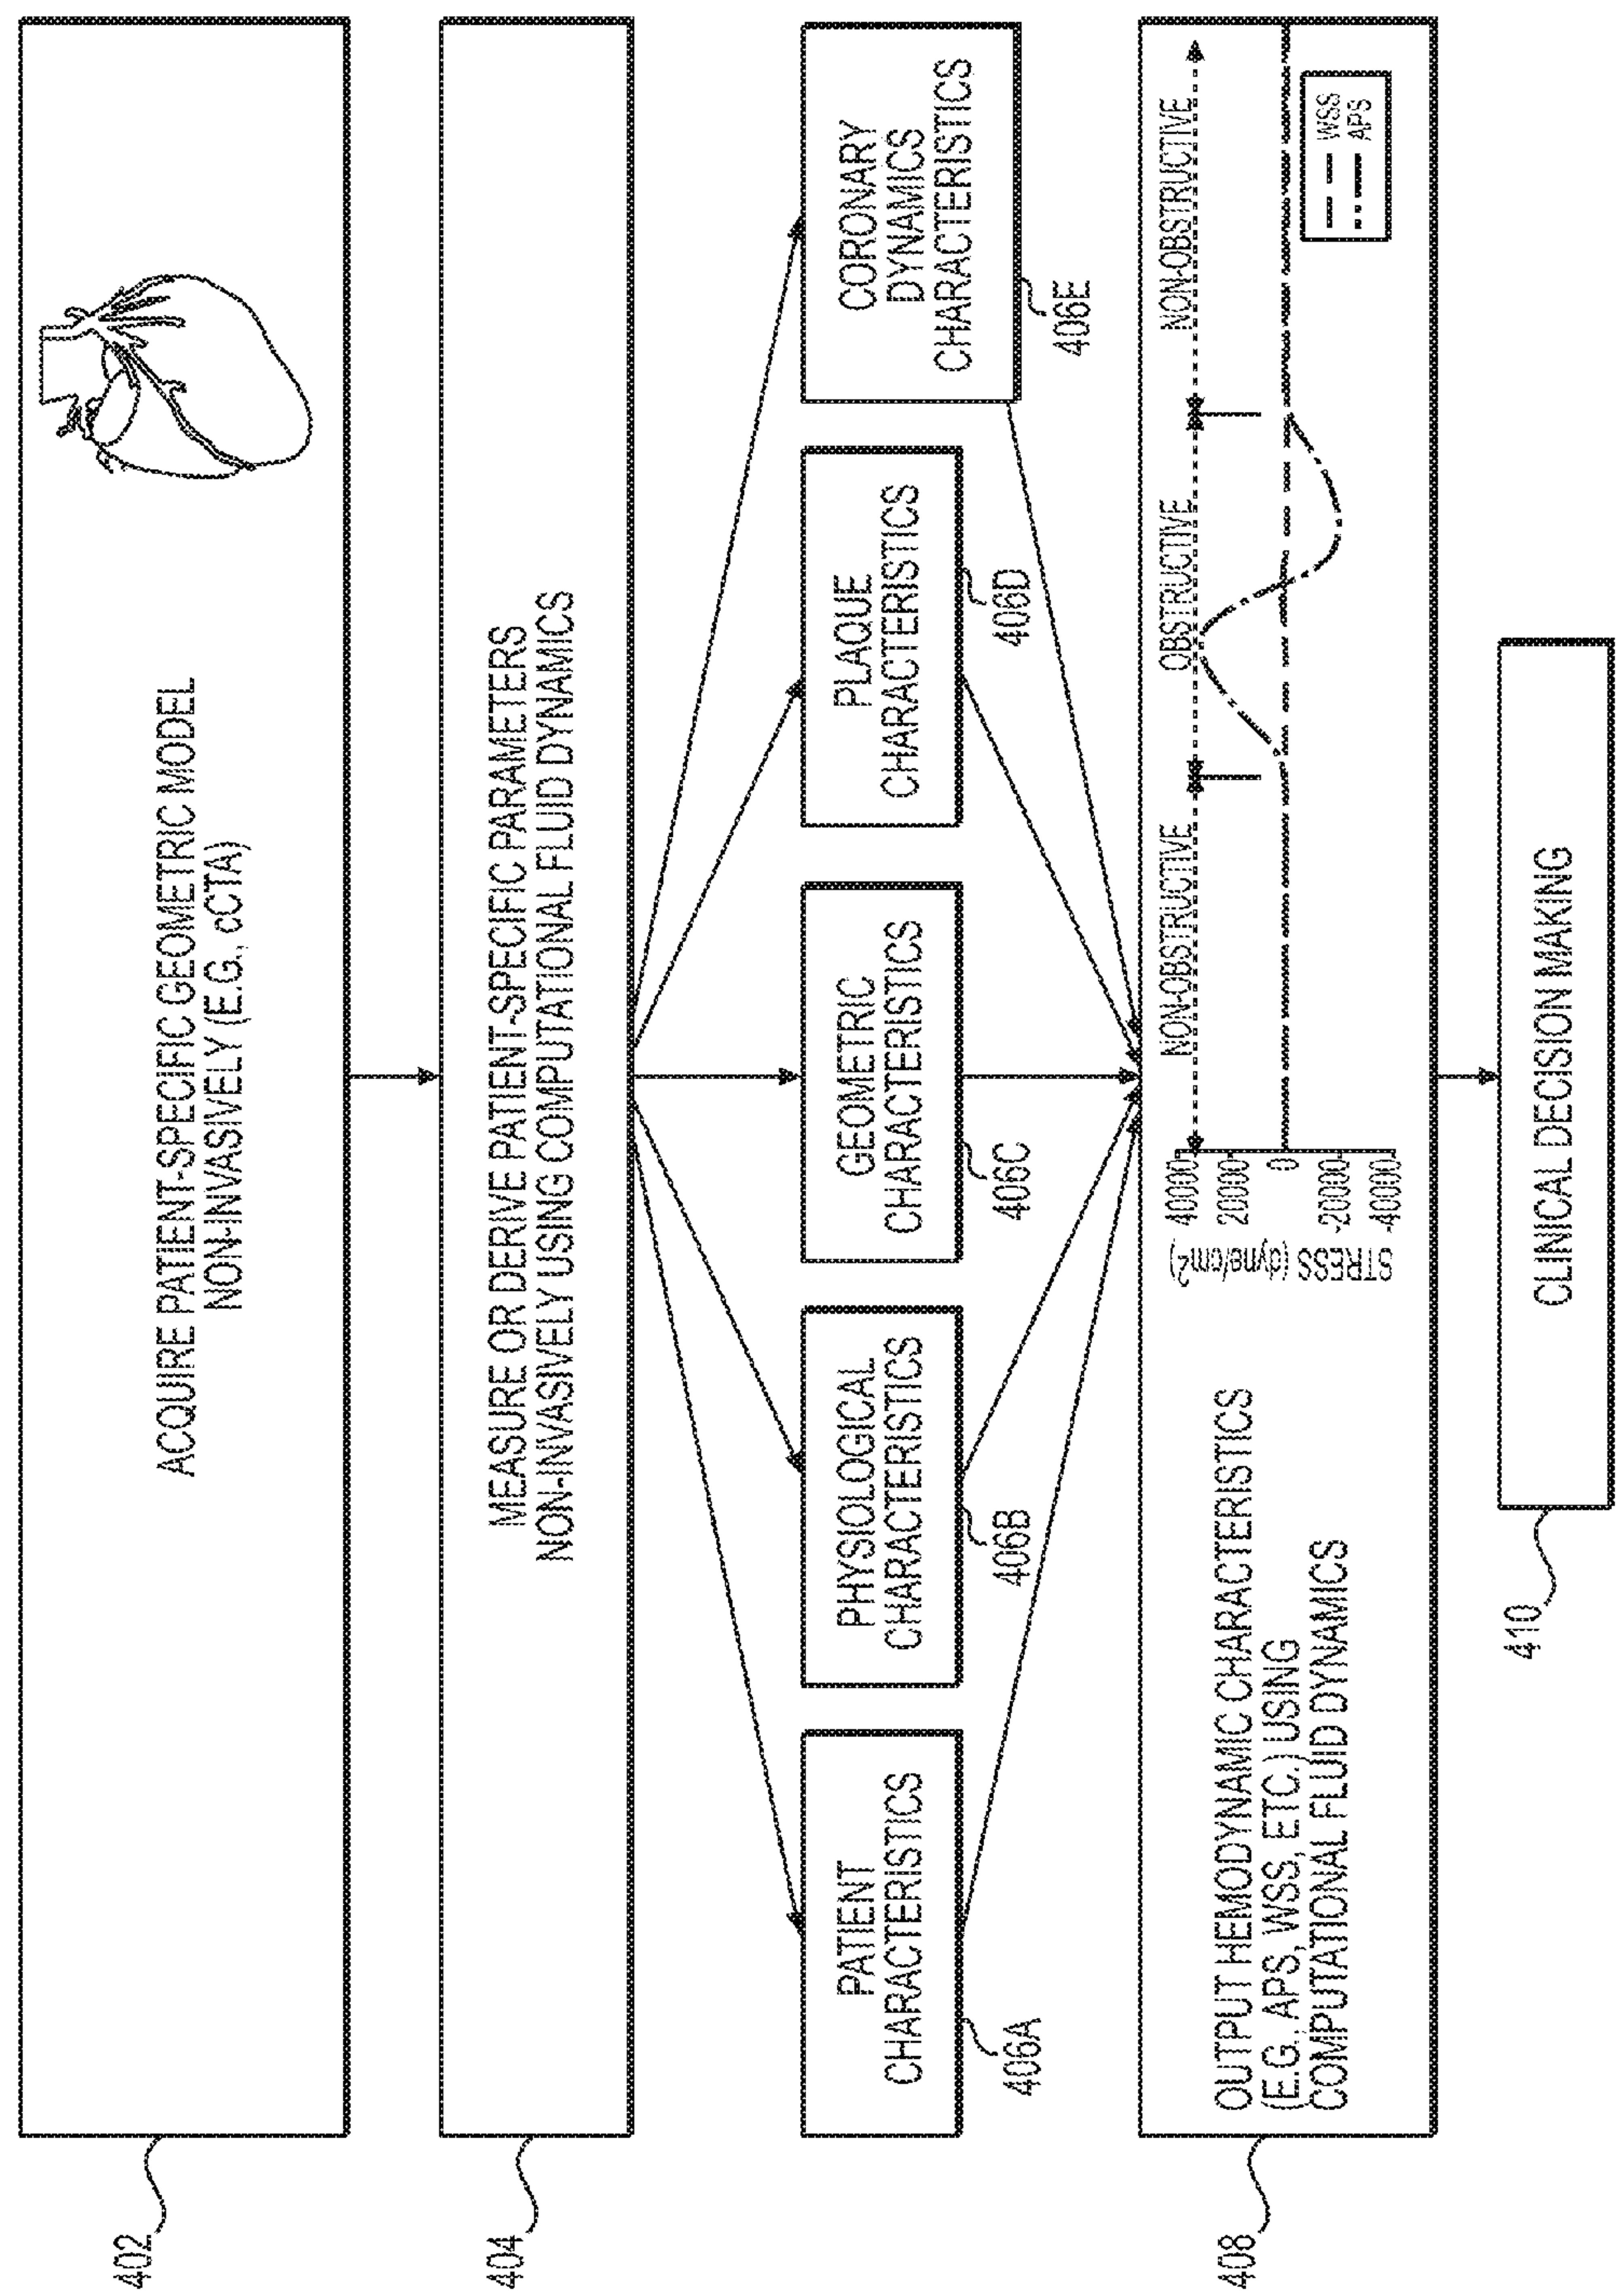 402
ACQUIRE PATIENT-SPECIFIC GEOMETRIC MODEL
NON-INVASIVELY (E.G., cCTA)
404
MEASURE OR DERIVE PATIENT-SPECIFIC PARAMETERS
NON-INVASIVELY USING COMPUTATIONAL FLUID DYNAMICS
PATIENT
CHARACTERISTICS
406A
PHYSIOLOGICAL
CHARACTERISTICS
406B
GEOMETRIC
CHARACTERISTICS
406C
PLAQUE
CHARACTERISTICS
406D
CORONARY
DYNAMICS
CHARACTERISTICS
406E
408
OUTPUT HEMODYNAMIC CHARACTERISTICS
(E.G., APS, WSS, ETC.) USING
COMPUTATIONAL FLUID DYNAMICS
STRESS (dyne/cm2)
40000
20000
0
-20000
-40000
NON-OBSTRUCTIVE
OBSTRUCTIVE
NON-OBSTRUCTIVE
WSS
APS
410
CLINICAL DECISION MAKING